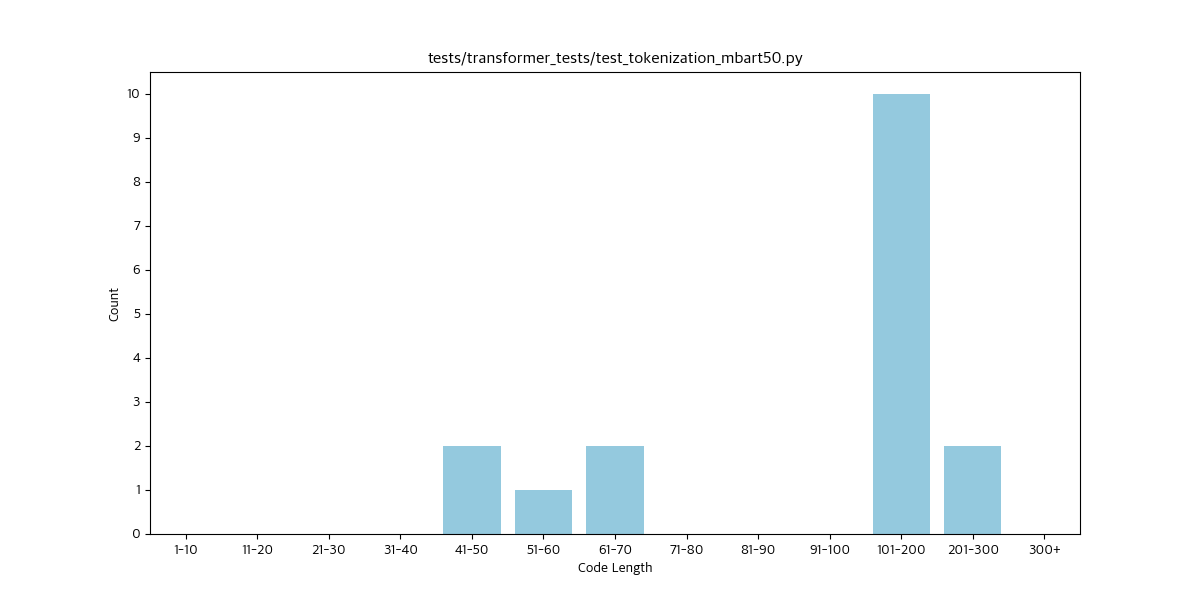 tests/transformer_tests/test_tokenization_mbart50.py
10
9
8
7
6
5
4
3
2
1
0
Count
1-10 11-20 21-30 31-40 41-50 51-60 61-70 71-80 81-90 91-100 101-200 201-300 300+
Code Length